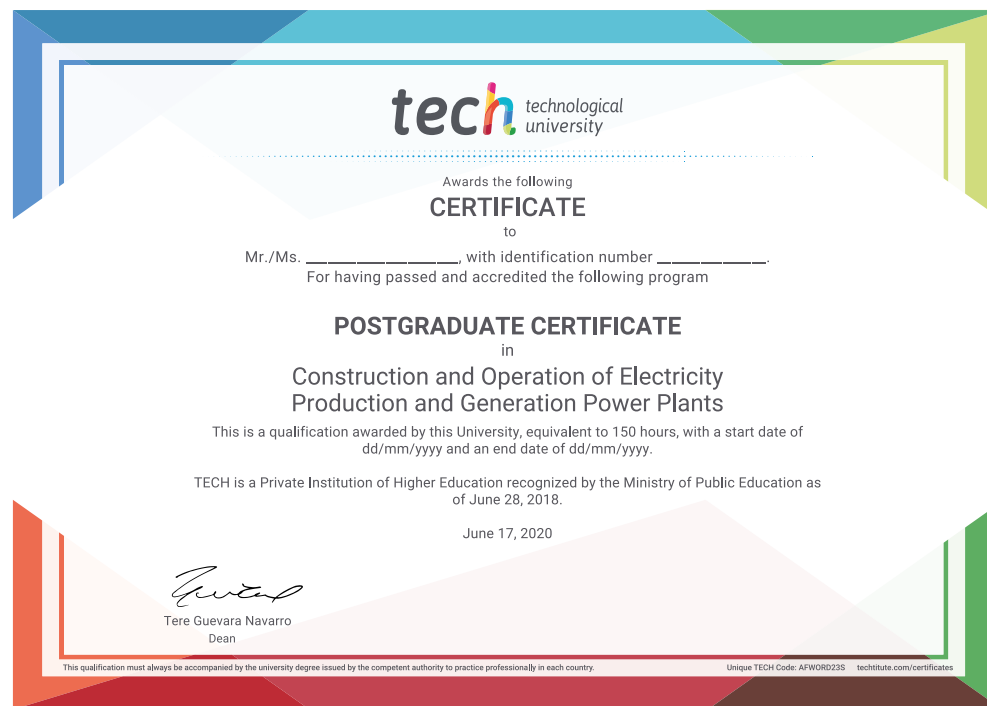 tech technological
university
Awards the following
CERTIFICATE
to
Mr./Ms. ____________________, with identification number ______________.
For having passed and accredited the following program
POSTGRADUATE CERTIFICATE
in
Construction and Operation of Electricity
Production and Generation Power Plants
This is a qualification awarded by this University, equivalent to 150 hours, with a start date of
dd/mm/yyyy and an end date of dd/mm/yyyy.
TECH is a Private Institution of Higher Education recognized by the Ministry of Public Education as
of June 28, 2018.
June 17, 2020
Tere Guevara Navarro
Dean
This qualification must always be accompanied by the university degree issued by the competent authority to practice professionally in each country. Unique TECH Code: AFWORD23S techtitute.com/certificates